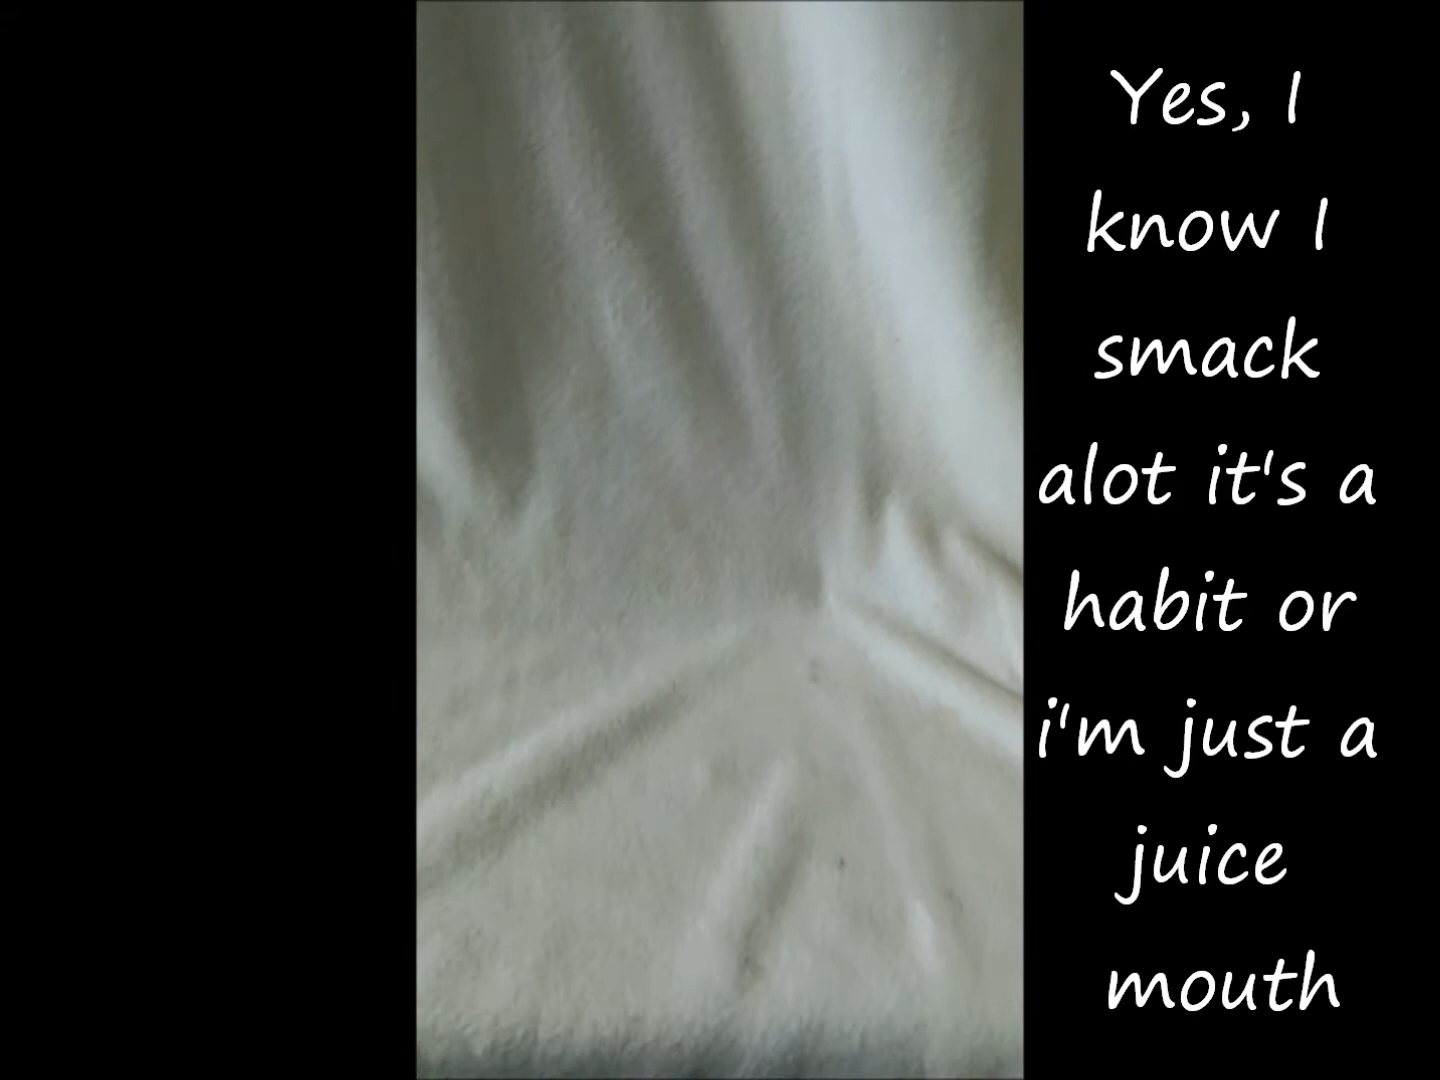 Yes, I
know I
smack
alot it's a
habit or
i'm just a
juice
mouth